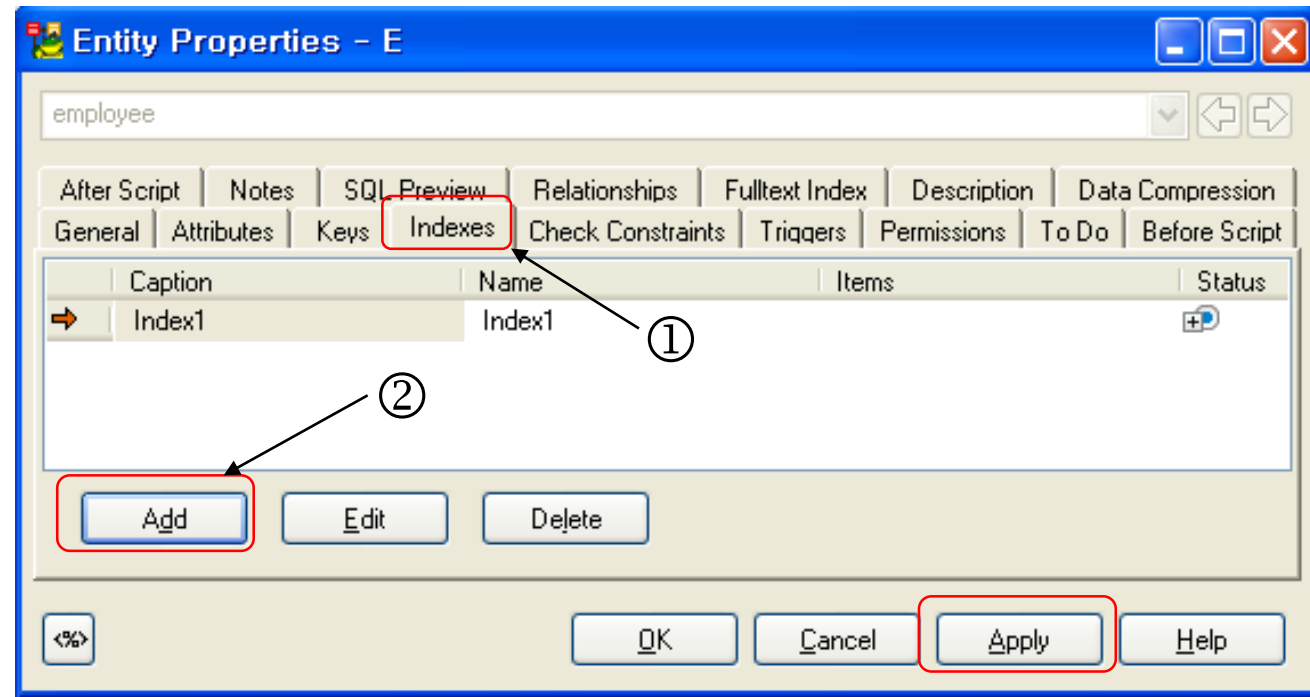 Entity Properties - E
employee
After Script Notes SQL Preview Relationships Fulltext Index Description Data Compression
General Attributes Keys Indexes Check Constraints Triggers Permissions To Do Before Script
Caption Name Items Status
Index1 Index1
①
②
Add Edit Delete
<%> OK Cancel Apply Help